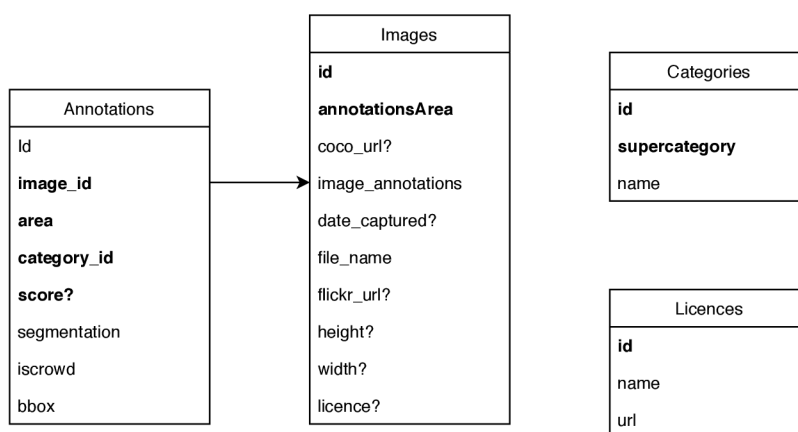 Annotations
Id
image_id
area
category_id
score?
segmentation
iscrowd
bbox
Images
id
annotationsArea
coco_url?
image_annotations
date_captured?
file_name
flickr_url?
height?
width?
licence?
Categories
id
supercategory
name
Licences
id
name
url